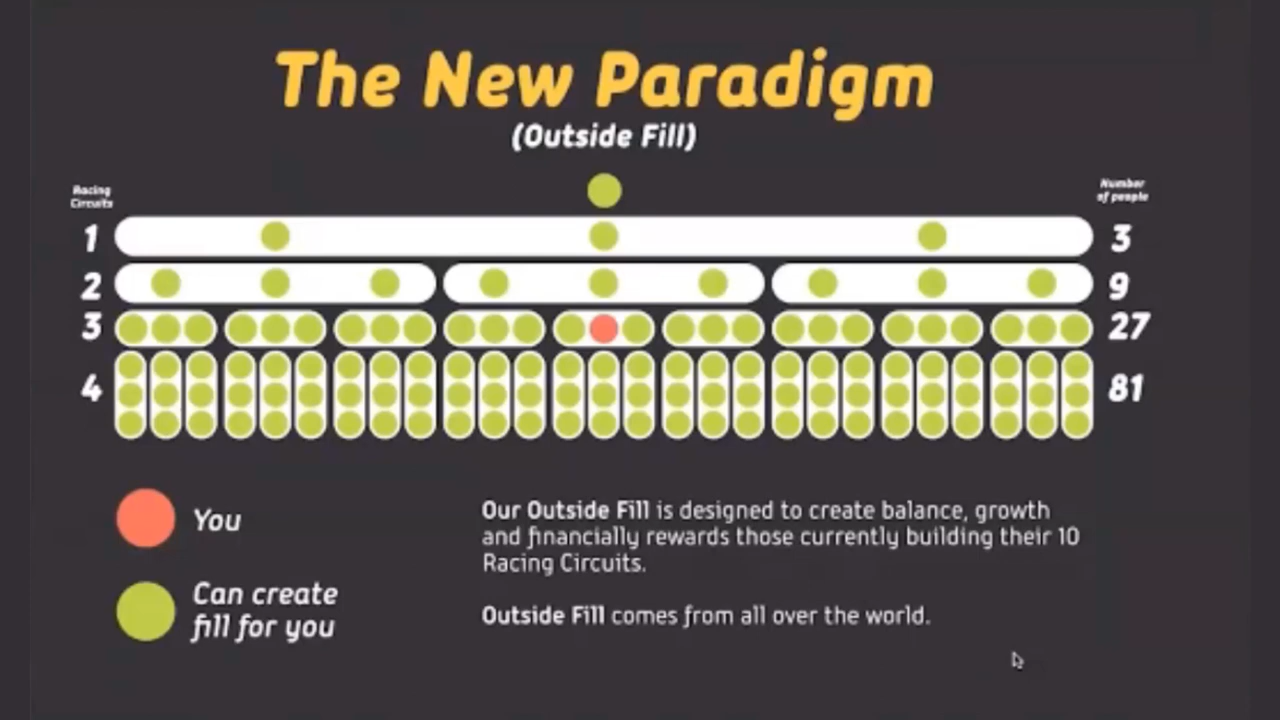 The New Paradigm
(Outside Fill)
Racing
Circuits
Number
of people
1
3
2
9
3
27
4
81
You
Can create
fill for you
Our Outside Fill is designed to create balance, growth
and financially rewards those currently building their 10
Racing Circuits.
Outside Fill comes from all over the world.